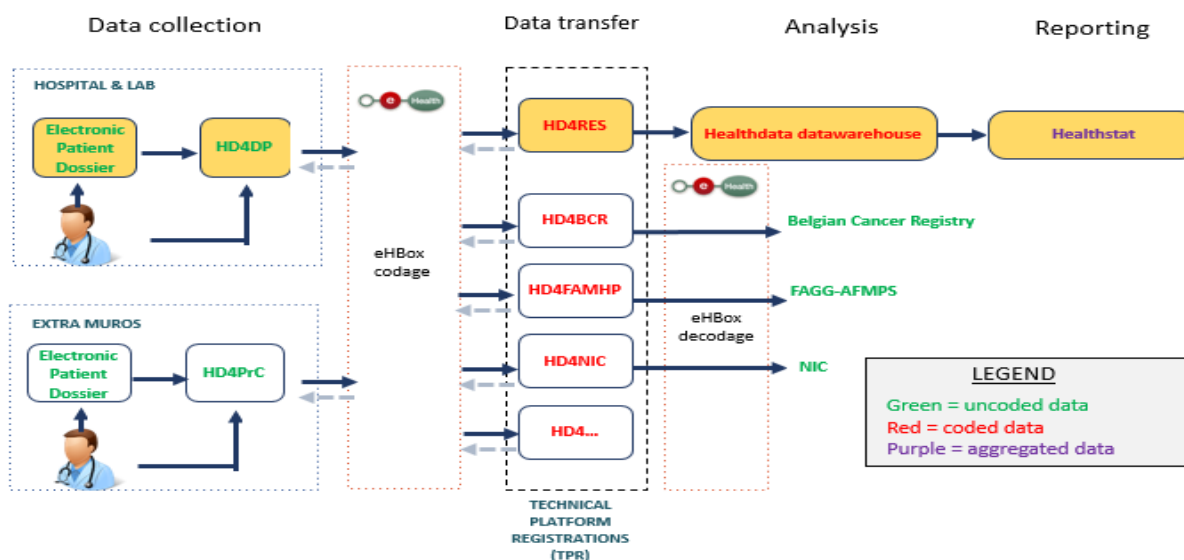 Data collection
Data transfer
Analysis
Reporting
HOSPITAL & LAB
Electronic
Patient
Dossier
HD4DP
e Health
eHBox
codage
HD4RES
HD4BCR
HD4FAMHP
HD4NIC
HD4...
TECHNICAL
PLATFORM
REGISTRATIONS
(TPR)
Healthdata datawarehouse
Healthstat
e Health
eHBox
decodage
Belgian Cancer Registry
FAGG-AFMPS
NIC
EXTRA MUROS
Electronic
Patient
Dossier
HD4PrC
LEGEND
Green = uncoded data
Red = coded data
Purple = aggregated data